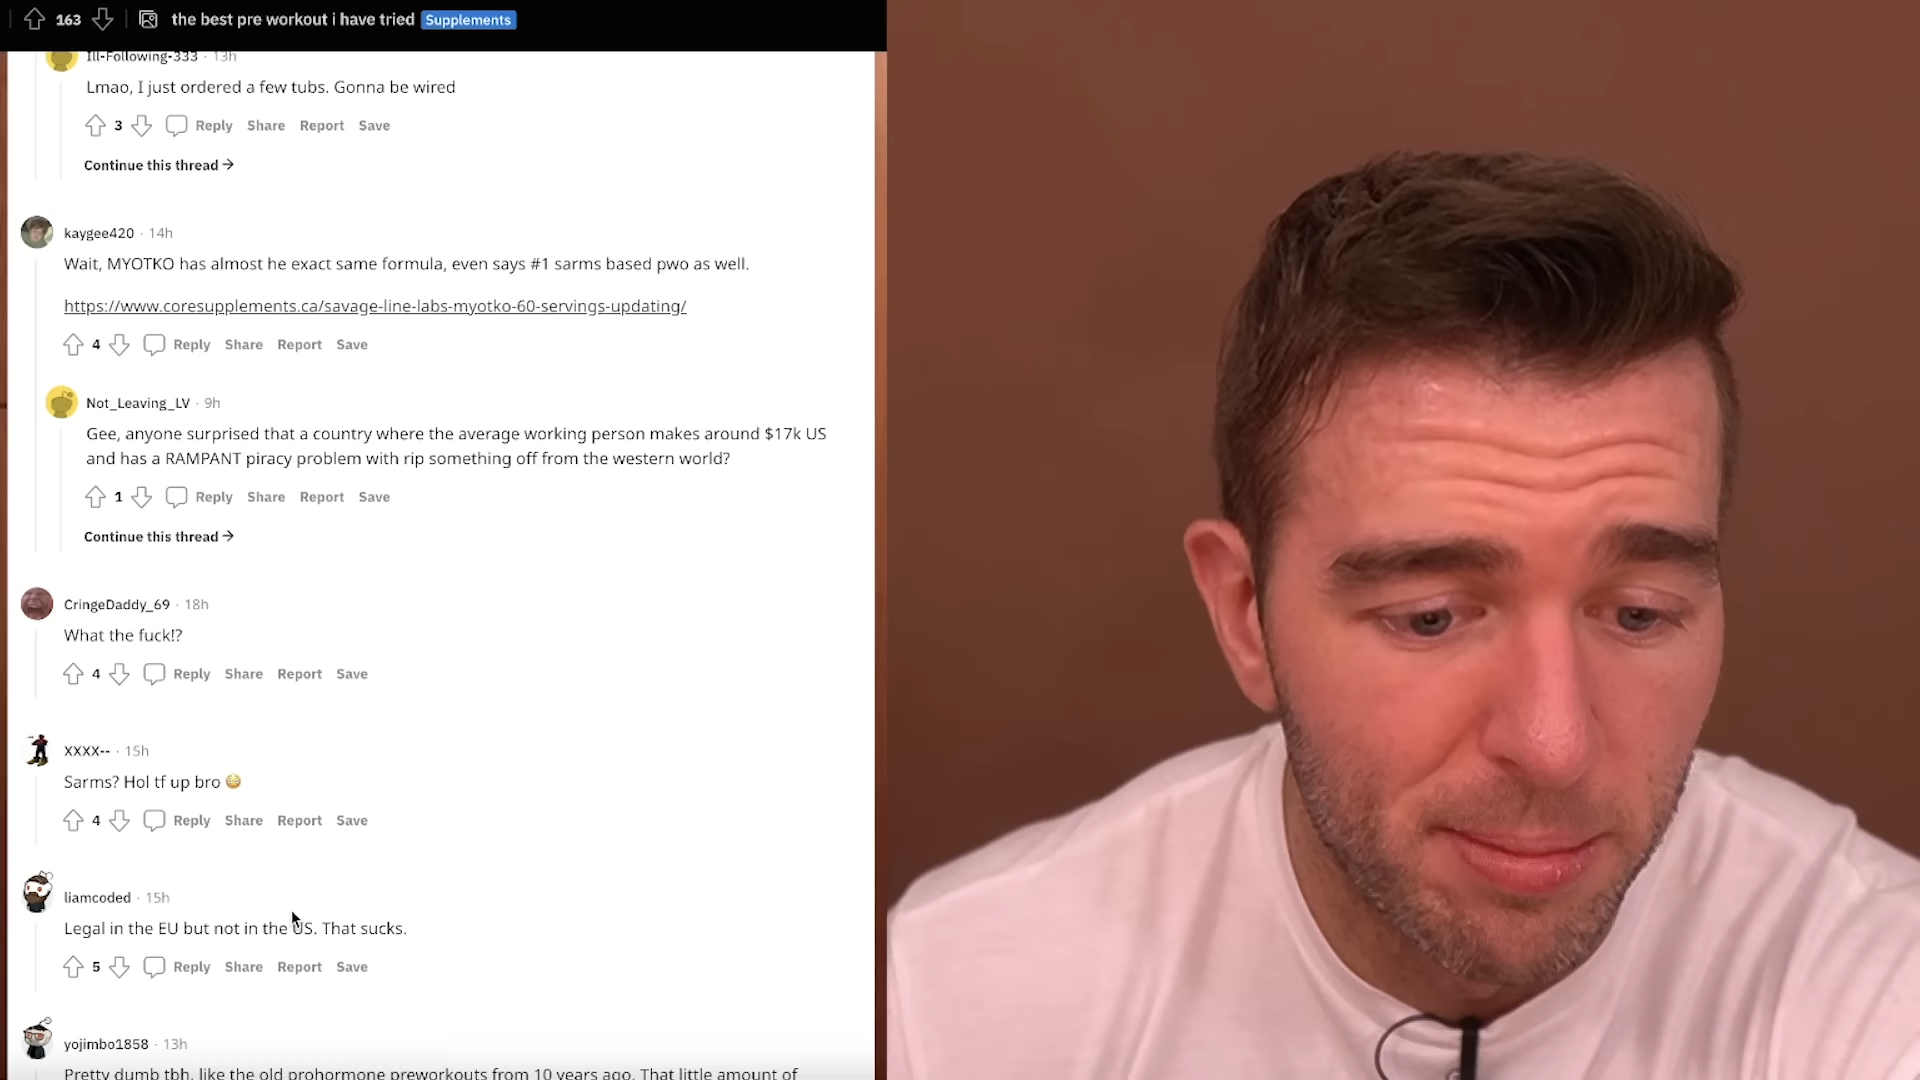 163 the best pre workout i have tried Supplements
Ill-Following-333 · 13h
Lmao, I just ordered a few tubs. Gonna be wired
3 Reply Share Report Save
Continue this thread →
kaygee420 · 14h
Wait, MYOTKO has almost he exact same formula, even says #1 sarms based pwo as well.
https://www.coresupplements.ca/savage-line-labs-myotko-60-servings-updating/
4 Reply Share Report Save
Not_Leaving_LV · 9h
Gee, anyone surprised that a country where the average working person makes around $17k US
and has a RAMPANT piracy problem with rip something off from the western world?
1 Reply Share Report Save
Continue this thread →
CringeDaddy_69 · 18h
What the fuck!?
4 Reply Share Report Save
XXXX-- · 15h
Sarms? Hol tf up bro 😳
4 Reply Share Report Save
liamcoded · 15h
Legal in the EU but not in the US. That sucks.
5 Reply Share Report Save
yojimbo1858 · 13h
Pretty dumb tbh, like the old prohormone preworkouts from 10 years ago. That little amount of